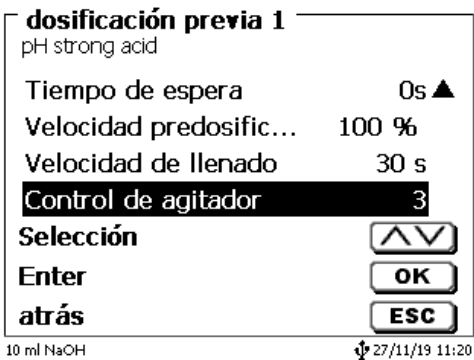 dosificación previa 1
pH strong acid
Tiempo de espera 0s
Velocidad predosific... 100 %
Velocidad de llenado 30 s
Control de agitador 3
Selección
Enter OK
atrás ESC
10 ml NaOH 27/11/19 11:20